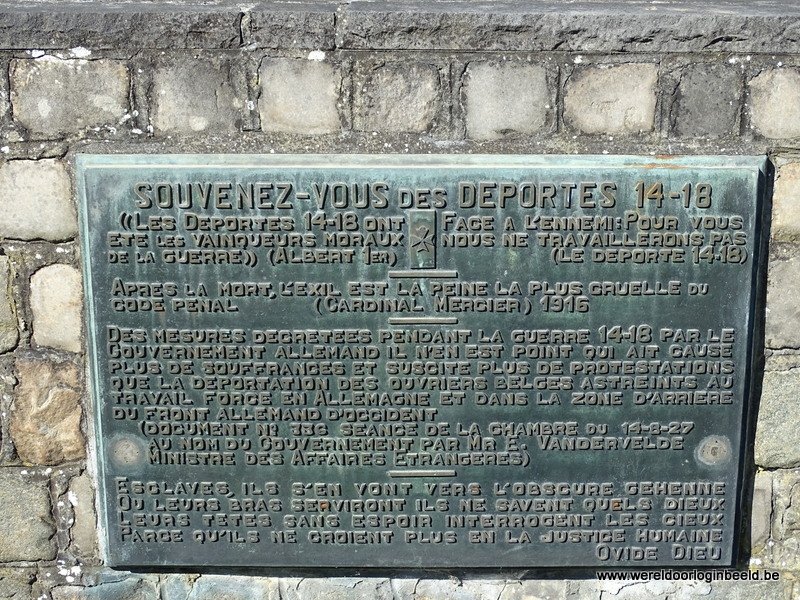 SOUVENEZ-VOUS DES DEPORTES 14-18
((LES DEPORTES 14-18 ONT
ETE LES VAINQUEURS MORAUX
DE LA GUERRE)) (ALBERT 1ER)
FACE A L'ENNEMI: POUR VOUS
NOUS NE TRAVAILLERONS PAS
(LE DEPORTE 14-18)
APRES LA MORT, L'EXIL EST LA PEINE LA PLUS CRUELLE DU
CODE PENAL (CARDINAL MERCIER) 1916
DES MESURES DECRETEES PENDANT LA GUERRE 14-18 PAR LE
GOUVERNEMENT ALLEMAND IL N'EN EST POINT QUI AIT CAUSE
PLUS DE SOUFFRANCES ET SUSCITE PLUS DE PROTESTATIONS
QUE LA DEPORTATION DES OUVRIERS BELGES ASTREINTS AU
TRAVAIL FORCE EN ALLEMAGNE ET DANS LA ZONE D'ARRIERE
DU FRONT ALLEMAND D'OCCIDENT
(DOCUMENT N° SEANCE DE LA CHAMBRE DU 14-8-27
AU NOM DU GOUVERNEMENT PAR MR E. VANDERVELDE
MINISTRE DES AFFAIRES ETRANGERES)
ESCLAVES, ILS S'EN VONT VERS L'OBSCURE GEHENNE
OU LEURS BRAS SERVIRONT ILS NE SAVENT QUELS DIEUX
LEURS TETES SANS ESPOIR INTERROGENT LES CIEUX
PARCE QU'ILS NE CROIENT PLUS EN LA JUSTICE HUMAINE
OVIDE DIEU
www.wereldoorloginbeeld.be